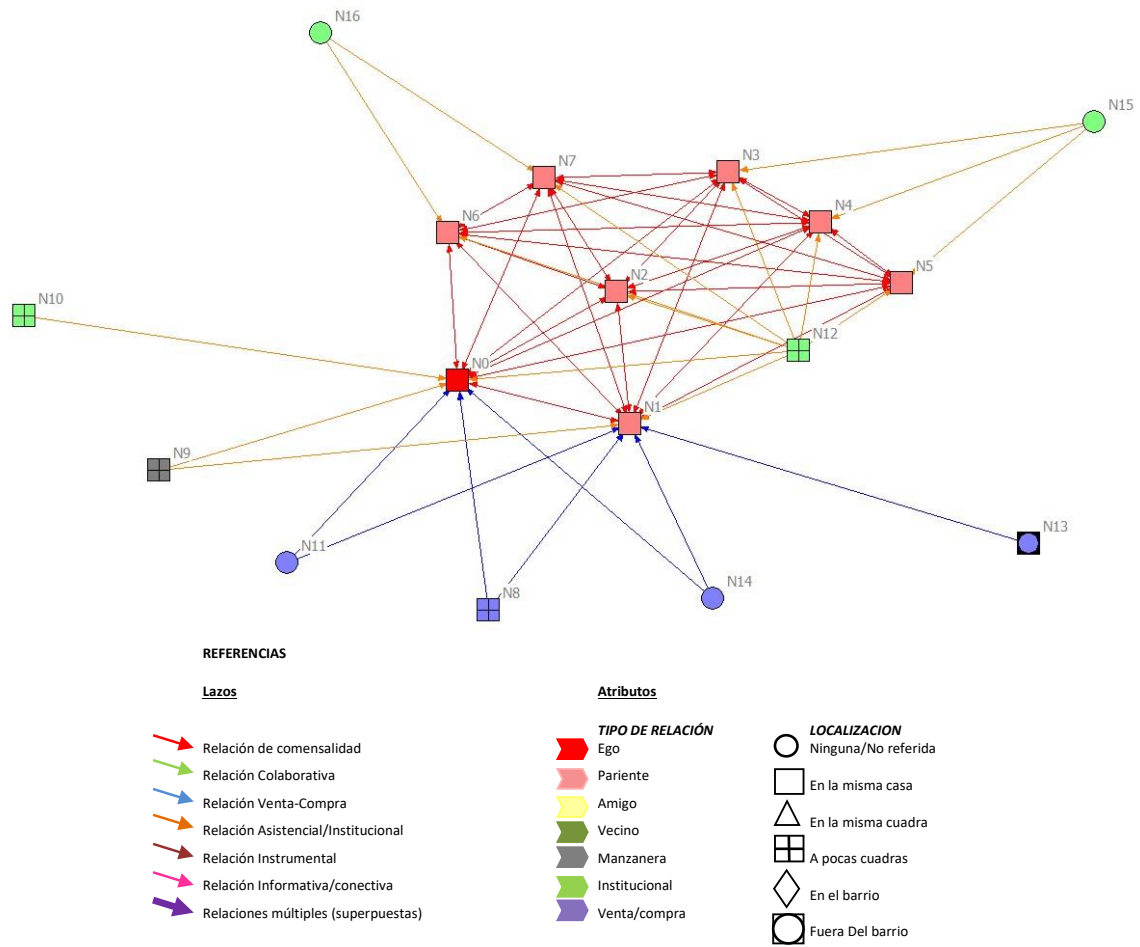 N16
N15
N7
N3
N4
N6
N2
N5
N10
N12
N0
N1
N9
N11
N8
N14
N13
REFERENCIAS
Lazos
Relación de comensalidad
Relación Colaborativa
Relación Venta-Compra
Relación Asistencial/Institucional
Relación Instrumental
Relación Informativa/conectiva
Relaciones múltiples (superpuestas)
Atributos
TIPO DE RELACIÓN
Ego
Pariente
Amigo
Vecino
Manzanera
Institucional
Venta/compra
LOCALIZACION
Ninguna/No referida
En la misma casa
En la misma cuadra
A pocas cuadras
En el barrio
Fuera Del barrio